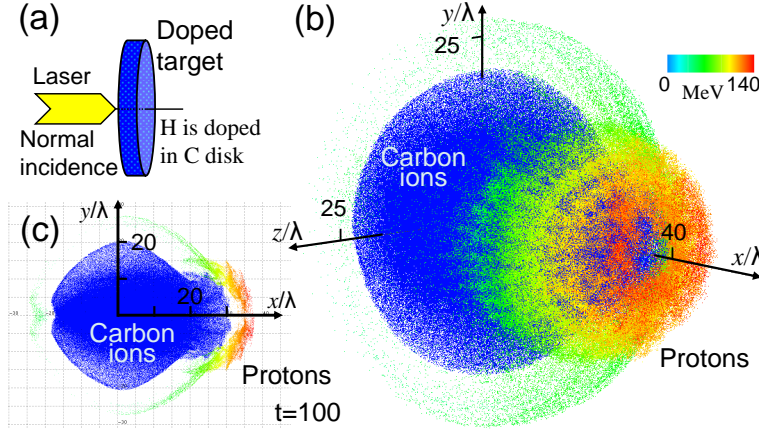 (a)
Doped
target
Laser
Normal
incidence
H is doped
in C disk
(b)
y/λ
25
0
140
MeV
Carbon
ions
25
z/λ
40
x/λ
Protons
(c)
y/λ
20
20
x/λ
Carbon
ions
Protons
t=100